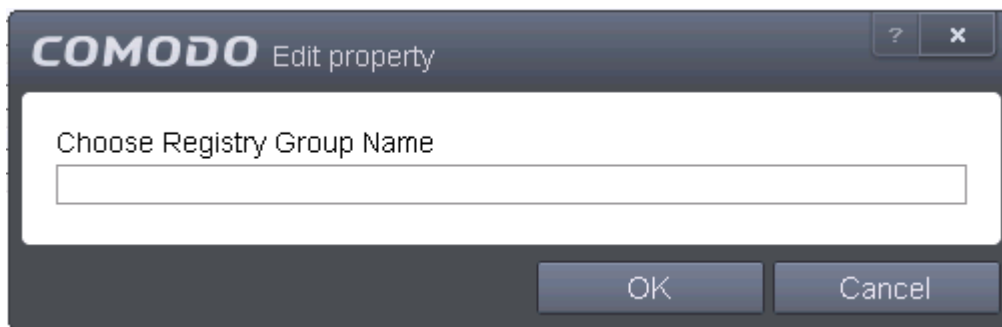 COMODO Edit property ? ×
Choose Registry Group Name
OK Cancel